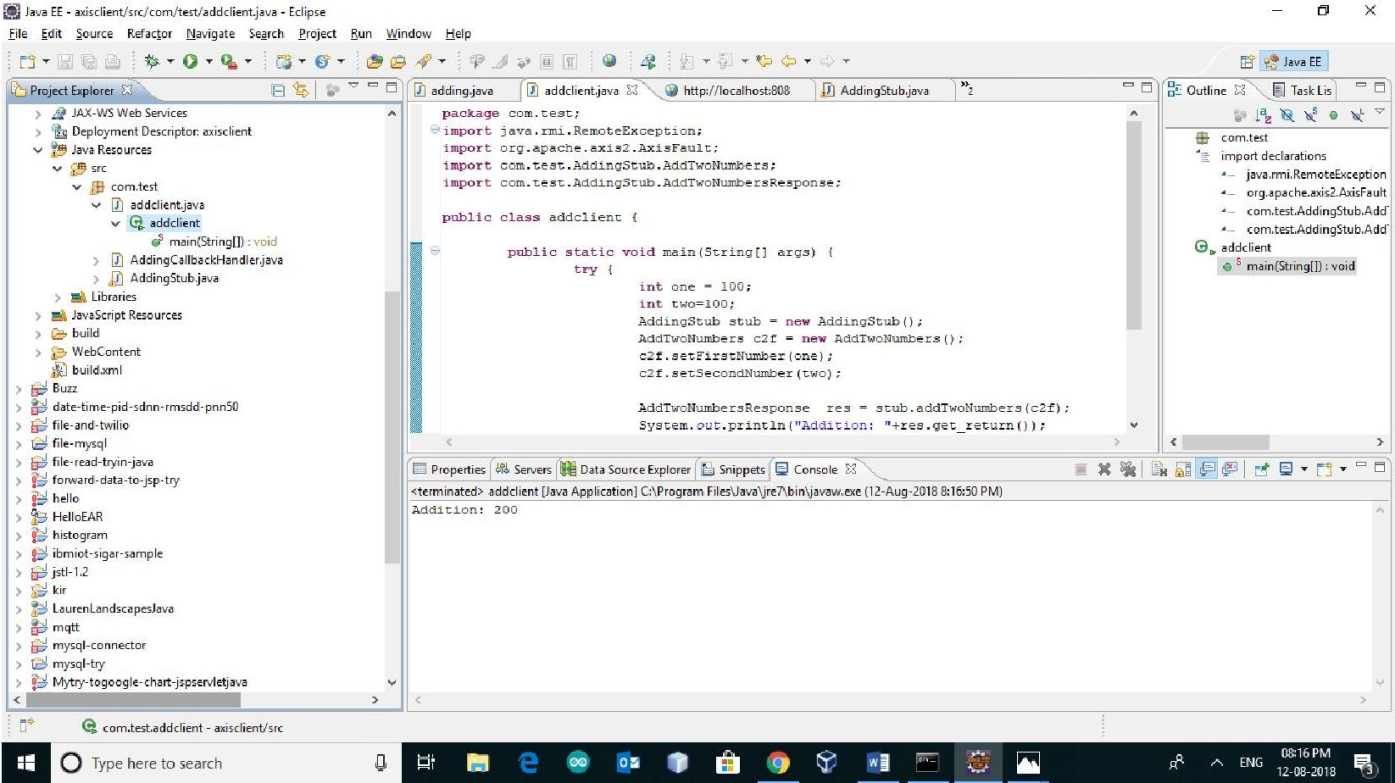 Java EE - axisclient/src/com/test/addclient.java - Eclipse
File Edit Source Refactor Navigate Search Project Run Window Help
Java EE
Project Explorer
JAX-WS Web Services
Deployment Descriptor: axisclient
Java Resources
src
com.test
addclient.java
addclient
main(String[]) : void
AddingCallbackHandler.java
AddingStub.java
Libraries
JavaScript Resources
build
WebContent
build.xml
Buzz
date-time-pid-sdnn-rmsdd-pnn50
file-and-twilio
file-mysql
file-read-tryin-java
forward-data-to-jsp-try
hello
HelloEAR
histogram
ibmiot-sigar-sample
jstl-1.2
kir
LaurenLandscapesJava
mqtt
mysql-connector
mysql-try
Mytry-togoogle-chart-jspservletjava
adding.java addclient.java http://localhost:808 AddingStub.java »2
package com.test;
import java.rmi.RemoteException;
import org.apache.axis2.AxisFault;
import com.test.AddingStub.AddTwoNumbers;
import com.test.AddingStub.AddTwoNumbersResponse;
public class addclient {
public static void main(String[] args) {
try {
int one = 100;
int two=100;
AddingStub stub = new AddingStub();
AddTwoNumbers c2f = new AddTwoNumbers();
c2f.setFirstNumber(one);
c2f.setSecondNumber(two);
AddTwoNumbersResponse res = stub.addTwoNumbers(c2f);
System.out.println("Addition: "+res.get_return());
Outline Task Lis
com.test
import declarations
java.rmi.RemoteException
org.apache.axis2.AxisFault
com.test.AddingStub.Add
com.test.AddingStub.Add
addclient
main(String[]) : void
Properties Servers Data Source Explorer Snippets Console
<terminated> addclient [Java Application] C:\Program Files\Java\jre7\bin\javaw.exe (12-Aug-2018 8:16:50 PM)
Addition: 200
com.test.addclient - axisclient/src
Type here to search
ENG
08:16 PM
12-08-2018
3